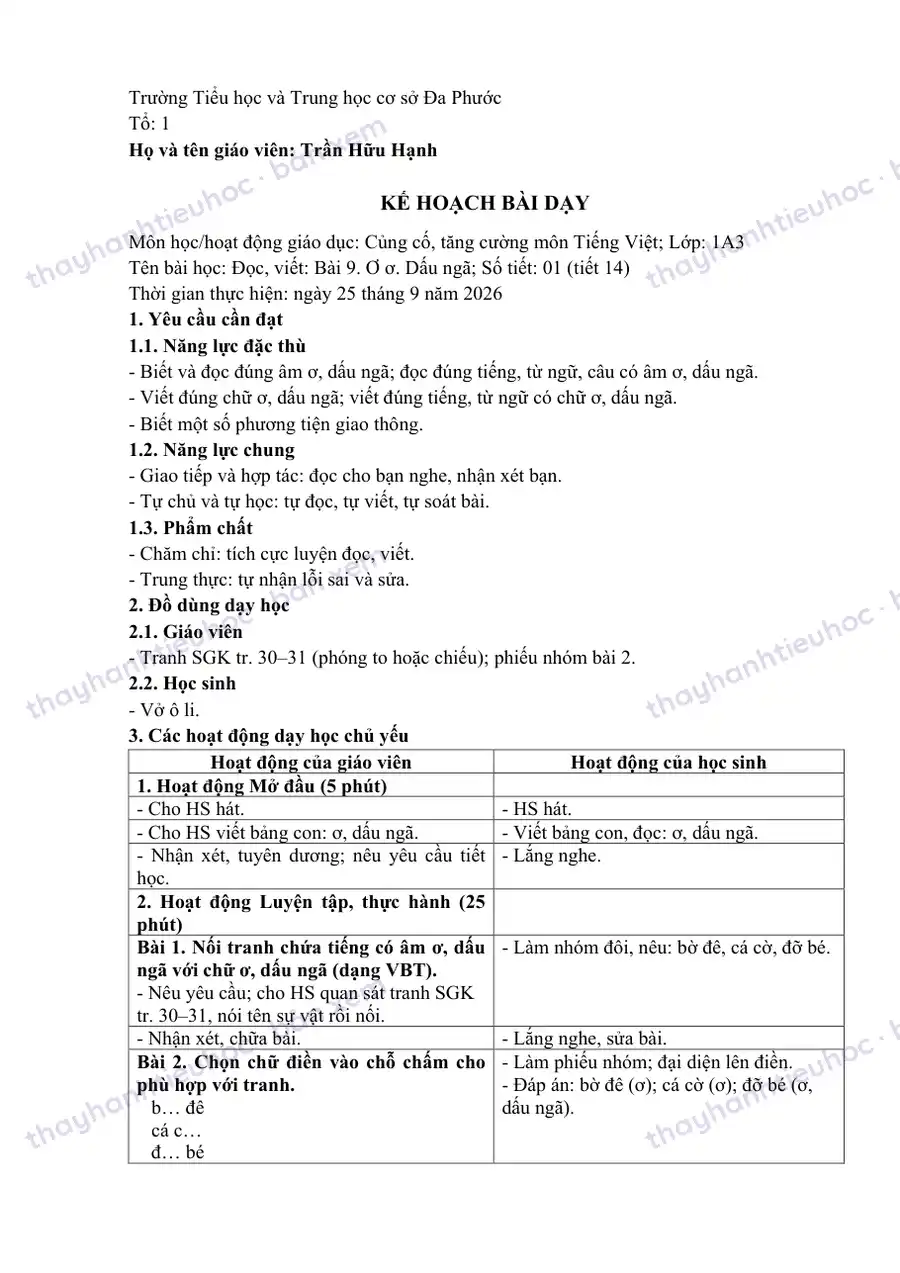 Trường Tiểu học và Trung học cơ sở Đa Phước
Tổ: 1
Họ và tên giáo viên: Trần Hữu Hạnh
KẾ HOẠCH BÀI DẠY
Môn học/hoạt động giáo dục: Củng cố, tăng cường môn Tiếng Việt; Lớp: 1A3
Tên bài học: Đọc, viết: Bài 9. Ơ ơ. Dấu ngã; Số tiết: 01 (tiết 14)
Thời gian thực hiện: ngày 25 tháng 9 năm 2026
1. Yêu cầu cần đạt
1.1. Năng lực đặc thù
- Biết và đọc đúng âm ơ, dấu ngã; đọc đúng tiếng, từ ngữ, câu có âm ơ, dấu ngã.
- Viết đúng chữ ơ, dấu ngã; viết đúng tiếng, từ ngữ có chữ ơ, dấu ngã.
- Biết một số phương tiện giao thông.
1.2. Năng lực chung
- Giao tiếp và hợp tác: đọc cho bạn nghe, nhận xét bạn.
- Tự chủ và tự học: tự đọc, tự viết, tự soát bài.
1.3. Phẩm chất
- Chăm chỉ: tích cực luyện đọc, viết.
- Trung thực: tự nhận lỗi sai và sửa.
2. Đồ dùng dạy học
2.1. Giáo viên
- Tranh SGK tr. 30–31 (phóng to hoặc chiếu); phiếu nhóm bài 2.
2.2. Học sinh
- Vở ô li.
3. Các hoạt động dạy học chủ yếu
Hoạt động của giáo viên
Hoạt động của học sinh
1. Hoạt động Mở đầu (5 phút)
- Cho HS hát.
- HS hát.
- Cho HS viết bảng con: ơ, dấu ngã.
- Viết bảng con, đọc: ơ, dấu ngã.
- Nhận xét, tuyên dương; nêu yêu cầu tiết
học.
- Lắng nghe.
2. Hoạt động Luyện tập, thực hành (25
phút)
Bài 1. Nối tranh chứa tiếng có âm ơ, dấu
ngã với chữ ơ, dấu ngã (dạng VBT).
- Nêu yêu cầu; cho HS quan sát tranh SGK
tr. 30–31, nói tên sự vật rồi nối.
- Làm nhóm đôi, nêu: bờ đê, cá cờ, đỡ bé.
- Nhận xét, chữa bài.
- Lắng nghe, sửa bài.
Bài 2. Chọn chữ điền vào chỗ chấm cho
phù hợp với tranh.
b… đê
cá c…
đ… bé
- Làm phiếu nhóm; đại diện lên điền.
- Đáp án: bờ đê (ơ); cá cờ (ơ); đỡ bé (ơ,
dấu ngã).
thayhanhtieuhoc · bản xem
thayhanhtieuhoc · b
thayhanhtieuhoc · bản xem
thayhanhtieuhoc · b
thayhanhtieuhoc · bản xem
thayhanhtieuhoc · b